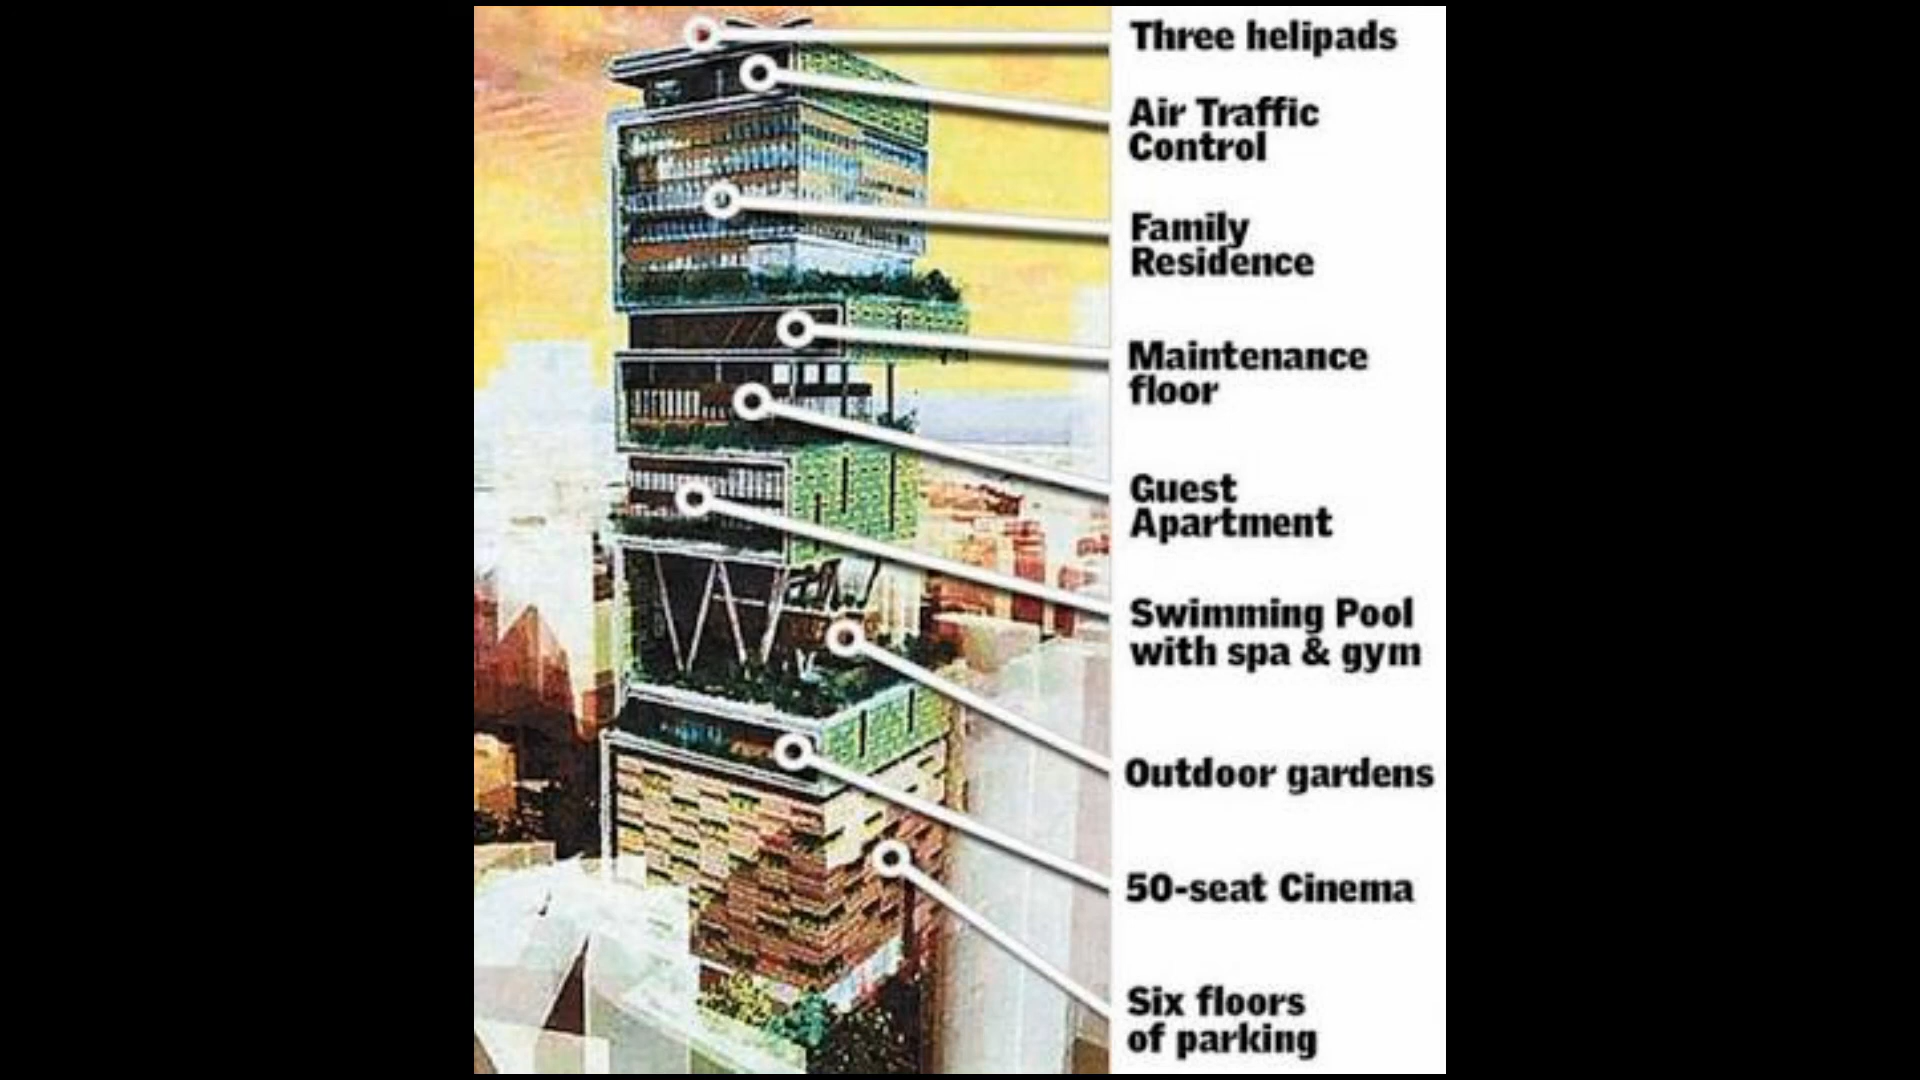 Three helipads
Air Traffic
Control
Family
Residence
Maintenance
floor
Guest
Apartment
Swimming Pool
with spa & gym
Outdoor gardens
50-seat Cinema
Six floors
of parking